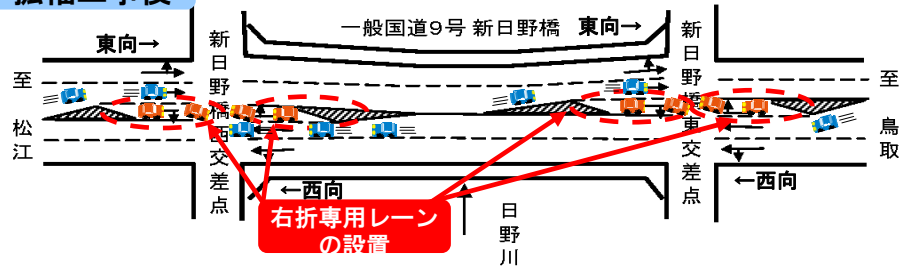 拡幅工事後
一般国道9号 新日野橋
東向→
至
松江
新日野橋西交差点
新日野橋東交差点
至
鳥取
←西向
←西向
右折専用レーン
の設置
日野川